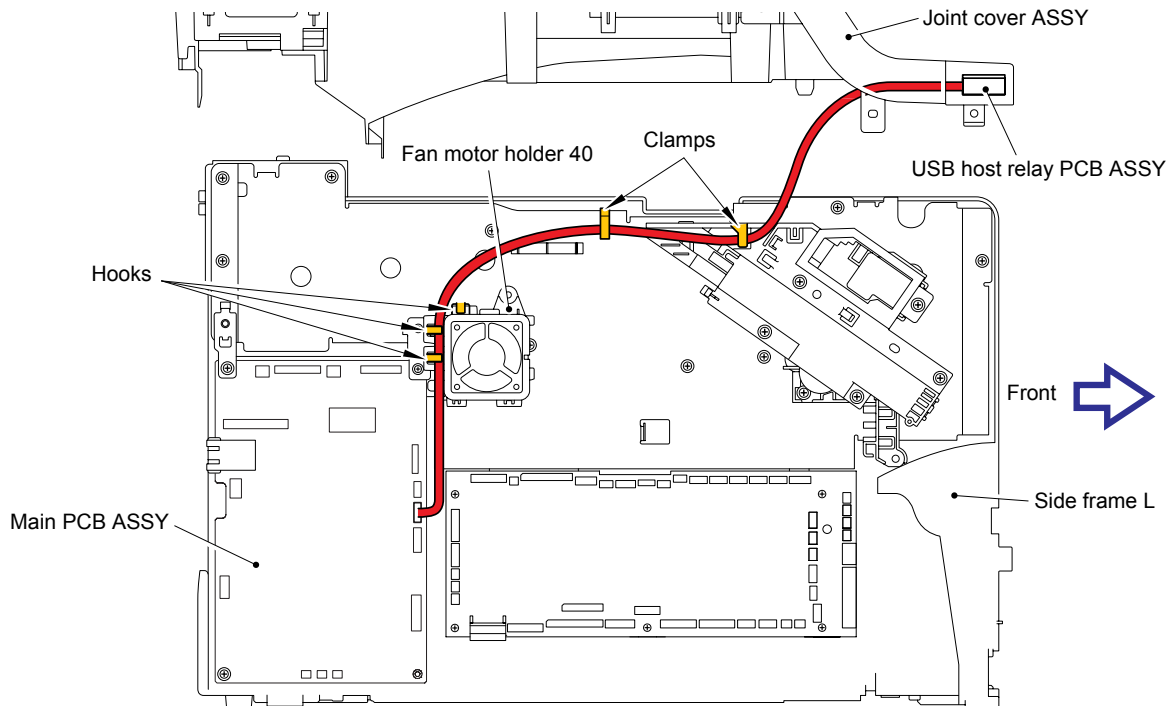 Joint cover ASSY
Clamps
Fan motor holder 40
USB host relay PCB ASSY
Hooks
Front
Side frame L
Main PCB ASSY